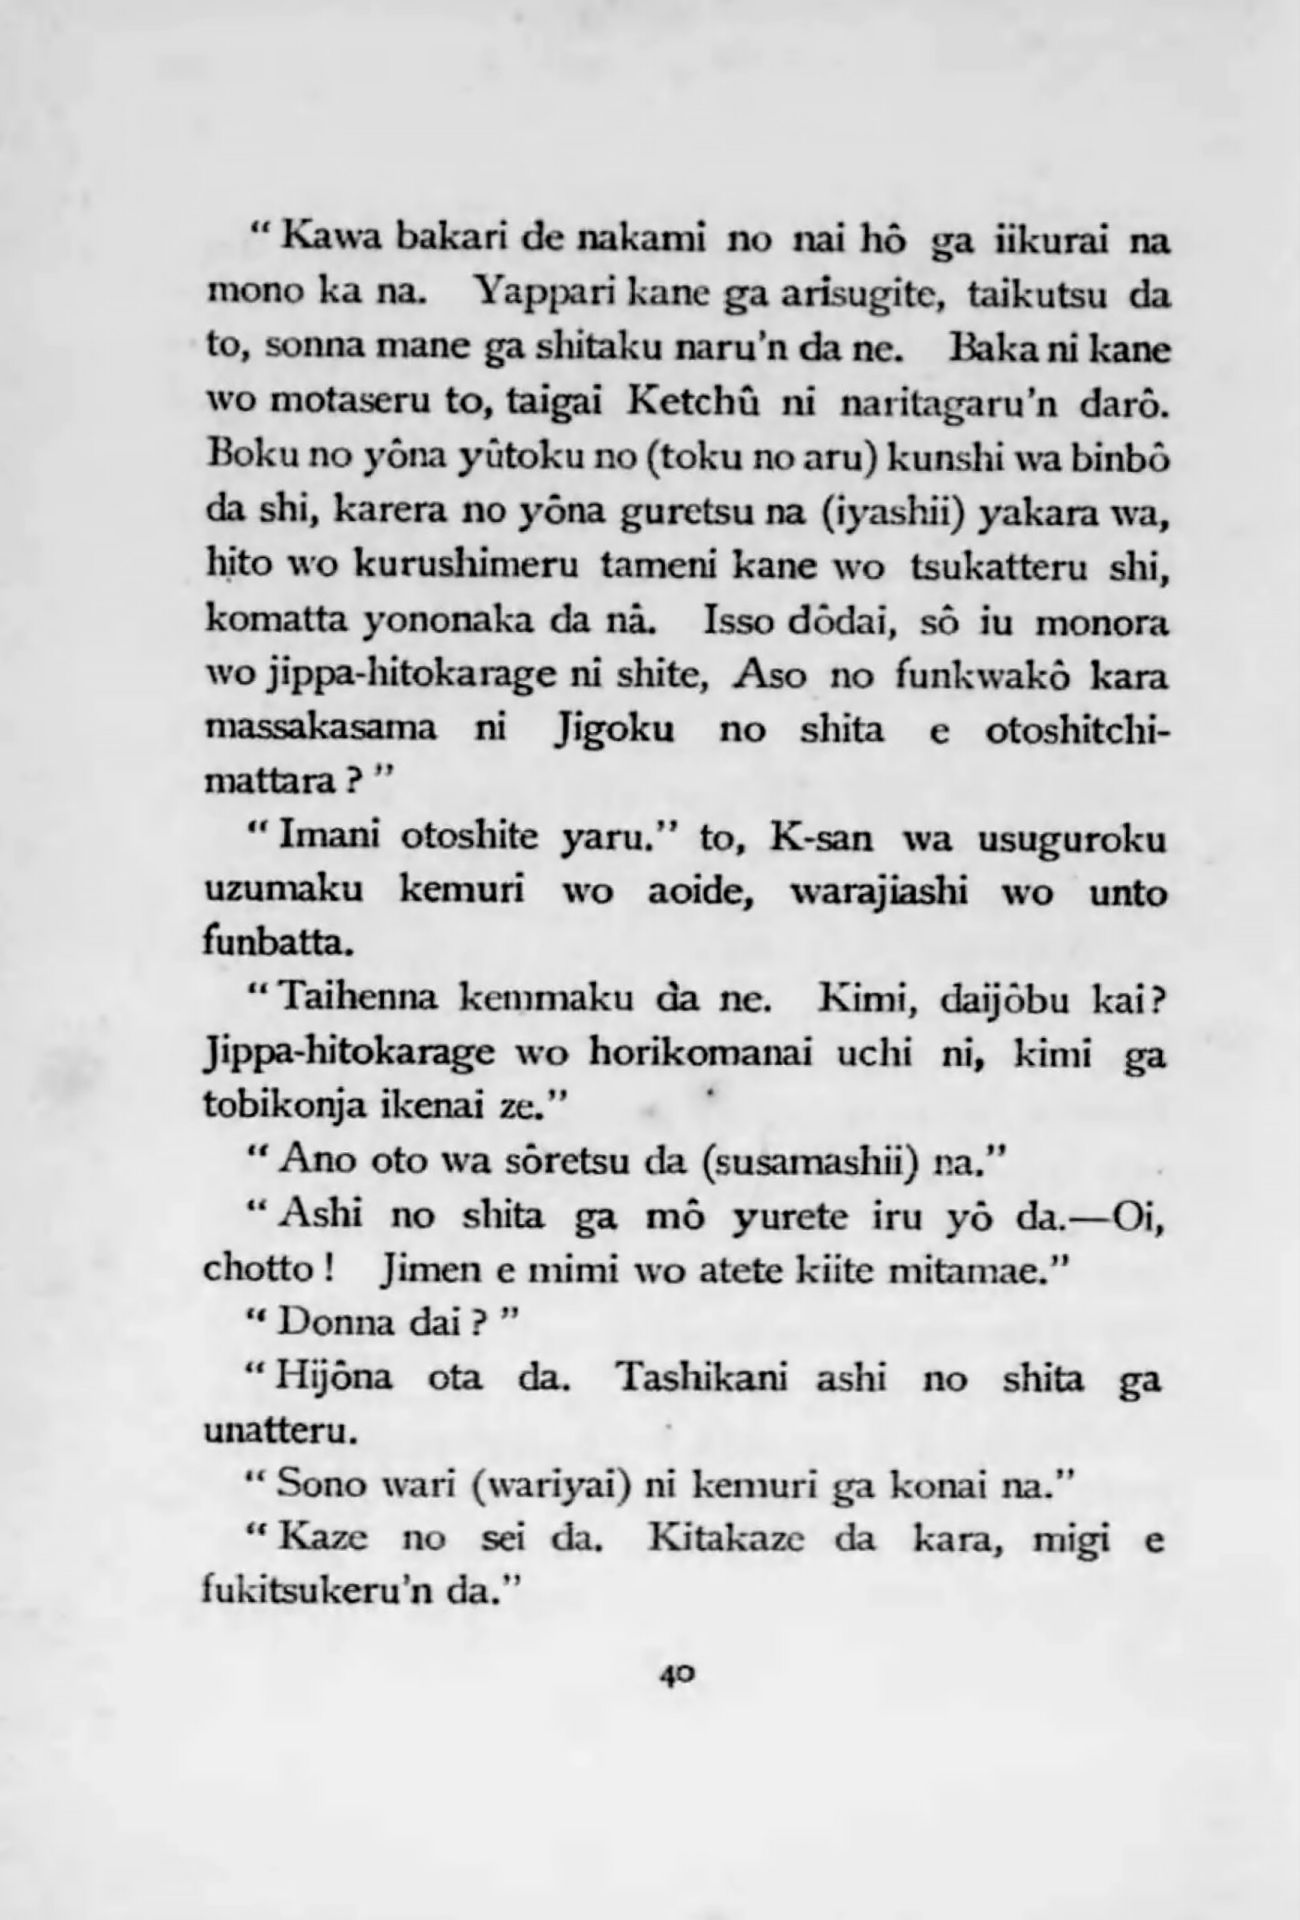 “ Kawa bakari de nakami no nai hô ga iikurai na
mono ka na. Yappari kane ga arisugite, taikutsu da
to, sonna mane ga shitaku naru’n da ne. Baka ni kane
wo motaseru to, taigai Ketchû ni naritagaru’n darô.
Boku no yôna yûtoku no (toku no aru) kunshi wa binbô
da shi, karera no yôna guretsu na (iyashii) yakara wa,
hito wo kurushimeru tameni kane wo tsukatteru shi,
komatta yononaka da nâ. Isso dôdai, sô iu monora
wo jippa-hitokarage ni shite, Aso no funkwakô kara
massakasama ni Jigoku no shita e otoshitchi-
mattara ? ”
“ Imani otoshite yaru.” to, K-san wa usuguroku
uzumaku kemuri wo aoide, warajiashi wo unto
funbatta.
“ Taihenna kemmaku da ne. Kimi, daijôbu kai ?
Jippa-hitokarage wo horikomanai uchi ni, kimi ga
tobikonja ikenai ze.”
“ Ano oto wa sôretsu da (susamashii) na.”
“ Ashi no shita ga mô yurete iru yô da.—Oi,
chotto ! Jimen e mimi wo atete kiite mitamae.”
“ Donna dai ? ”
“ Hijôna ota da. Tashikani ashi no shita ga
unatteru.
“ Sono wari (wariyai) ni kemuri ga konai na.”
“ Kaze no sei da. Kitakaze da kara, migi e
fukitsukeru’n da.”
40